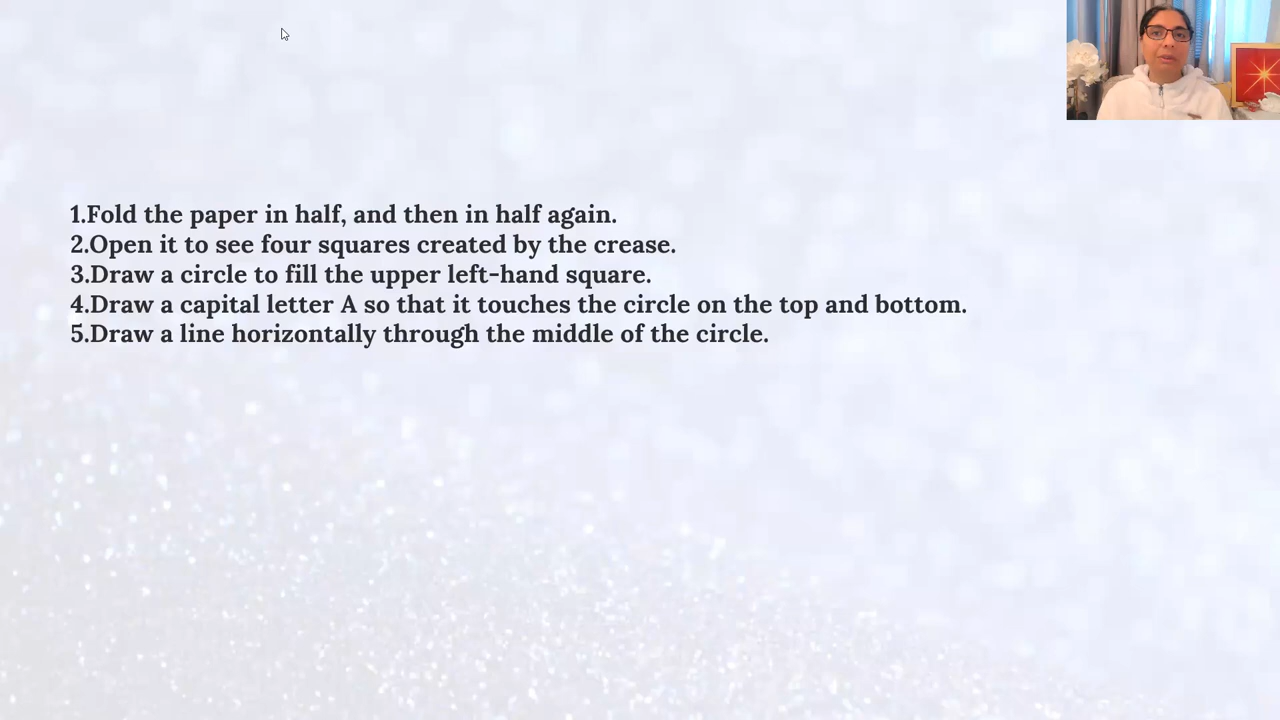 1.Fold the paper in half, and then in half again.
2.Open it to see four squares created by the crease.
3.Draw a circle to fill the upper left-hand square.
4.Draw a capital letter A so that it touches the circle on the top and bottom.
5.Draw a line horizontally through the middle of the circle.